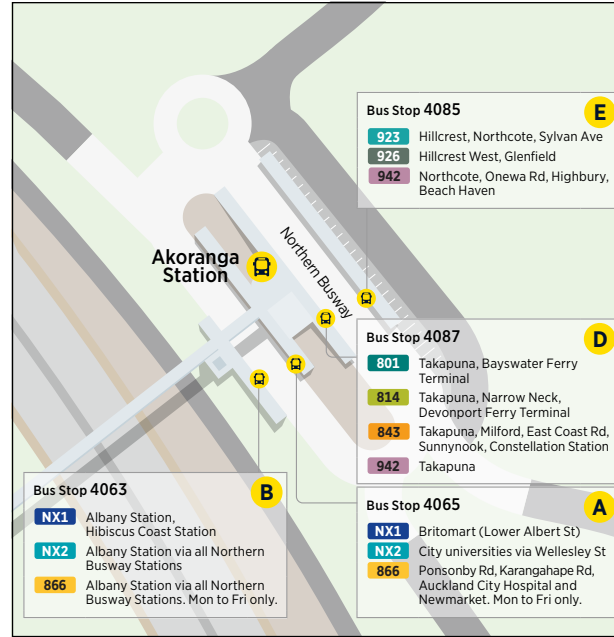 Bus Stop 4085
E
923 Hillcrest, Northcote, Sylvan Ave
926 Hillcrest West, Glenfield
942 Northcote, Onewa Rd, Highbury,
Beach Haven
Akoranga
Station
Northern Busway
Bus Stop 4087
D
801 Takapuna, Bayswater Ferry
Terminal
814 Takapuna, Narrow Neck,
Devonport Ferry Terminal
843 Takapuna, Milford, East Coast Rd,
Sunnynook, Constellation Station
942 Takapuna
Bus Stop 4063
B
NX1 Albany Station,
Hibiscus Coast Station
NX2 Albany Station via all Northern
Busway Stations
866 Albany Station via all Northern
Busway Stations. Mon to Fri only.
Bus Stop 4065
A
NX1 Britomart (Lower Albert St)
NX2 City universities via Wellesley St
866 Ponsonby Rd, Karangahape Rd,
Auckland City Hospital and
Newmarket. Mon to Fri only.